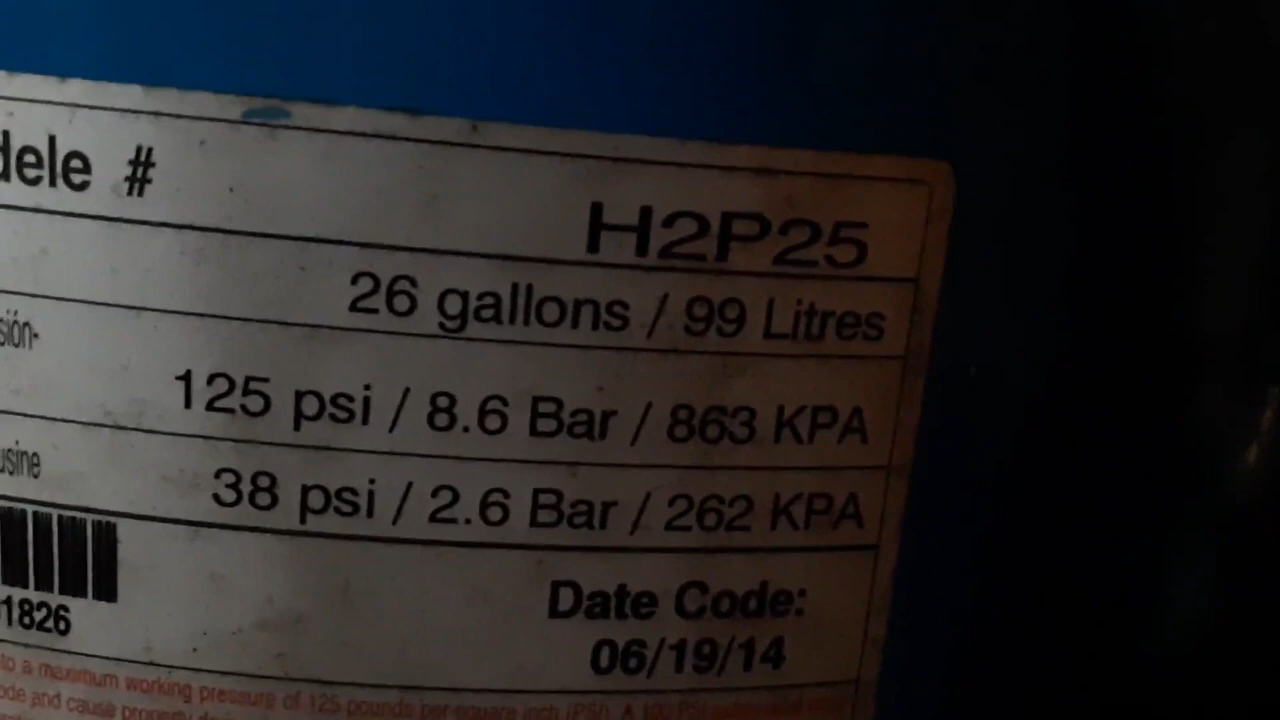 dele #
H2P25
26 gallons / 99 Litres
sión-
125 psi / 8.6 Bar / 863 KPA
usine
38 psi / 2.6 Bar / 262 KPA
1826
Date Code:
06/19/14
to a maximum working pressure of 125 pounds per square inch (PSI). A 100 PSI
ode and cause property